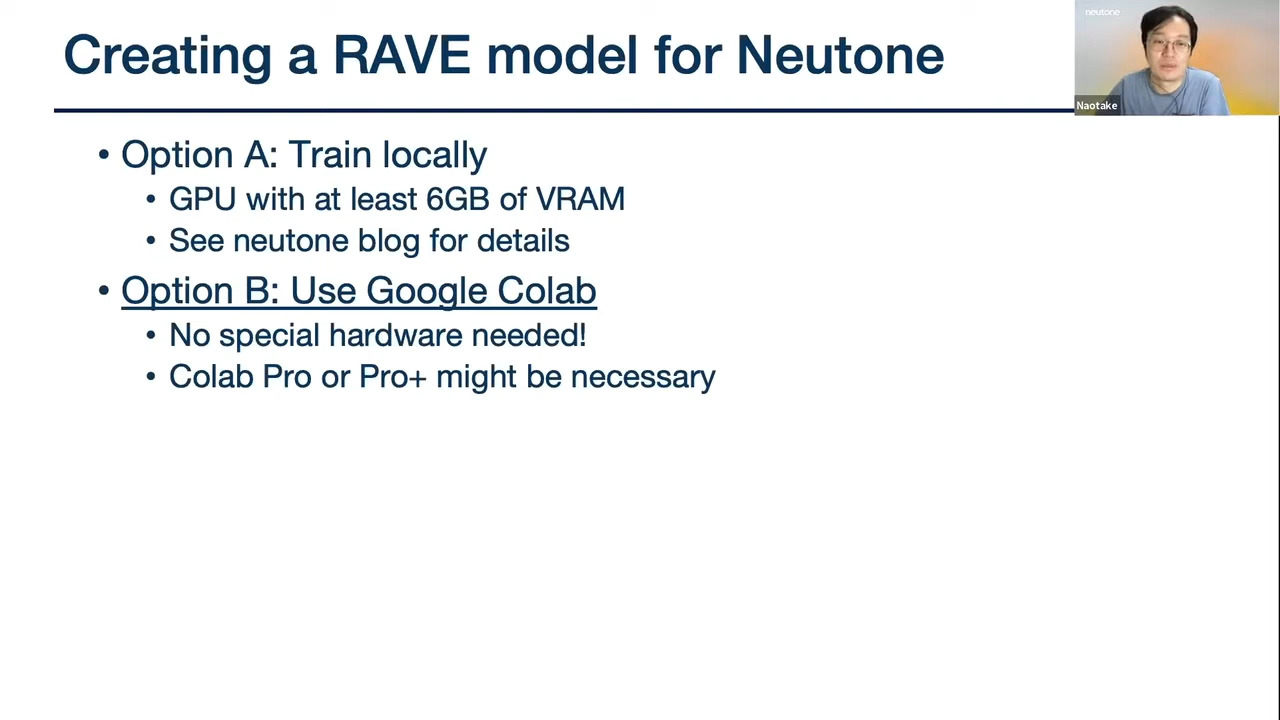 Creating a RAVE model for Neutone
neutone
Naotake
• Option A: Train locally
• GPU with at least 6GB of VRAM
• See neutone blog for details
• Option B: Use Google Colab
• No special hardware needed!
• Colab Pro or Pro+ might be necessary